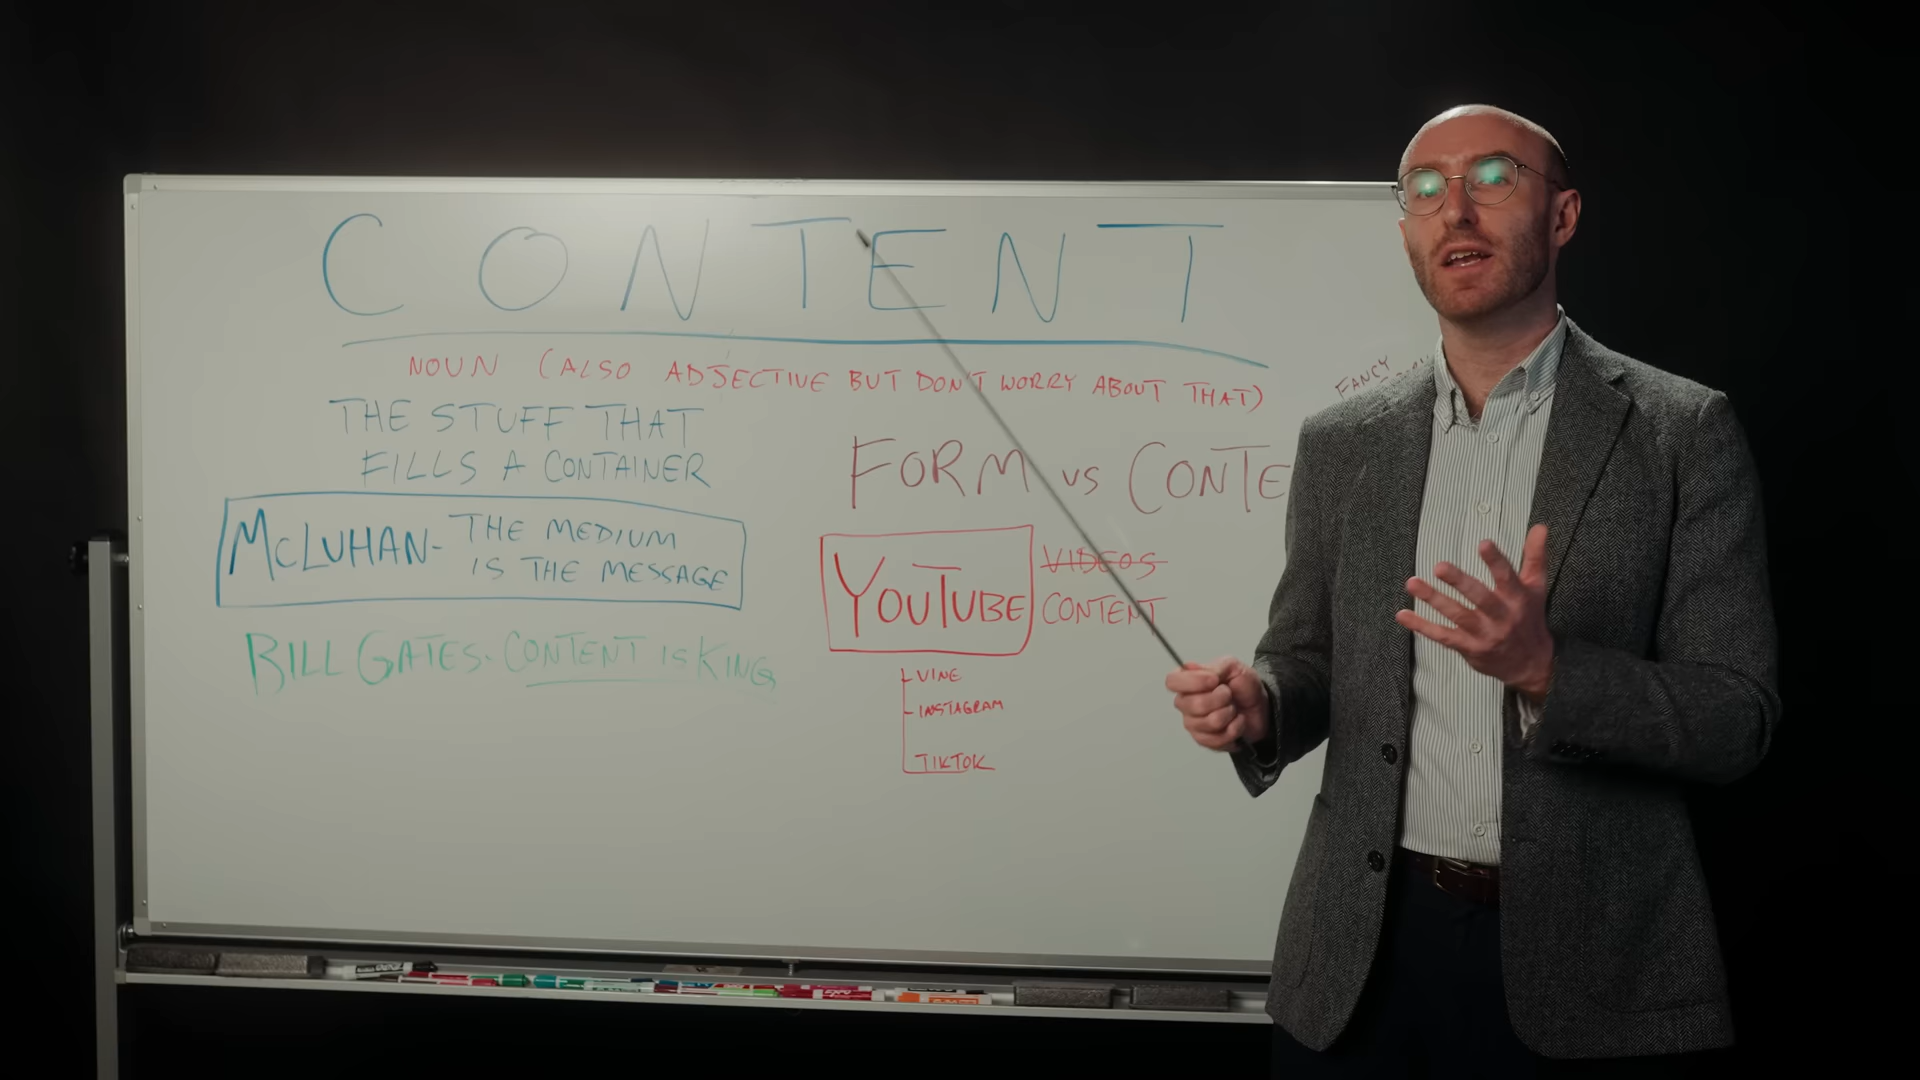 CONTENT
NOUN (ALSO ADJECTIVE BUT DON'T WORRY ABOUT THAT)
THE STUFF THAT
FILLS A CONTAINER
McLUHAN- THE MEDIUM
IS THE MESSAGE
BILL GATES. CONTENT IS KING
FANCY
FORM VS CONTE
YOUTUBE
VIDEOS
CONTENT
VINE
INSTAGRAM
TIKTOK